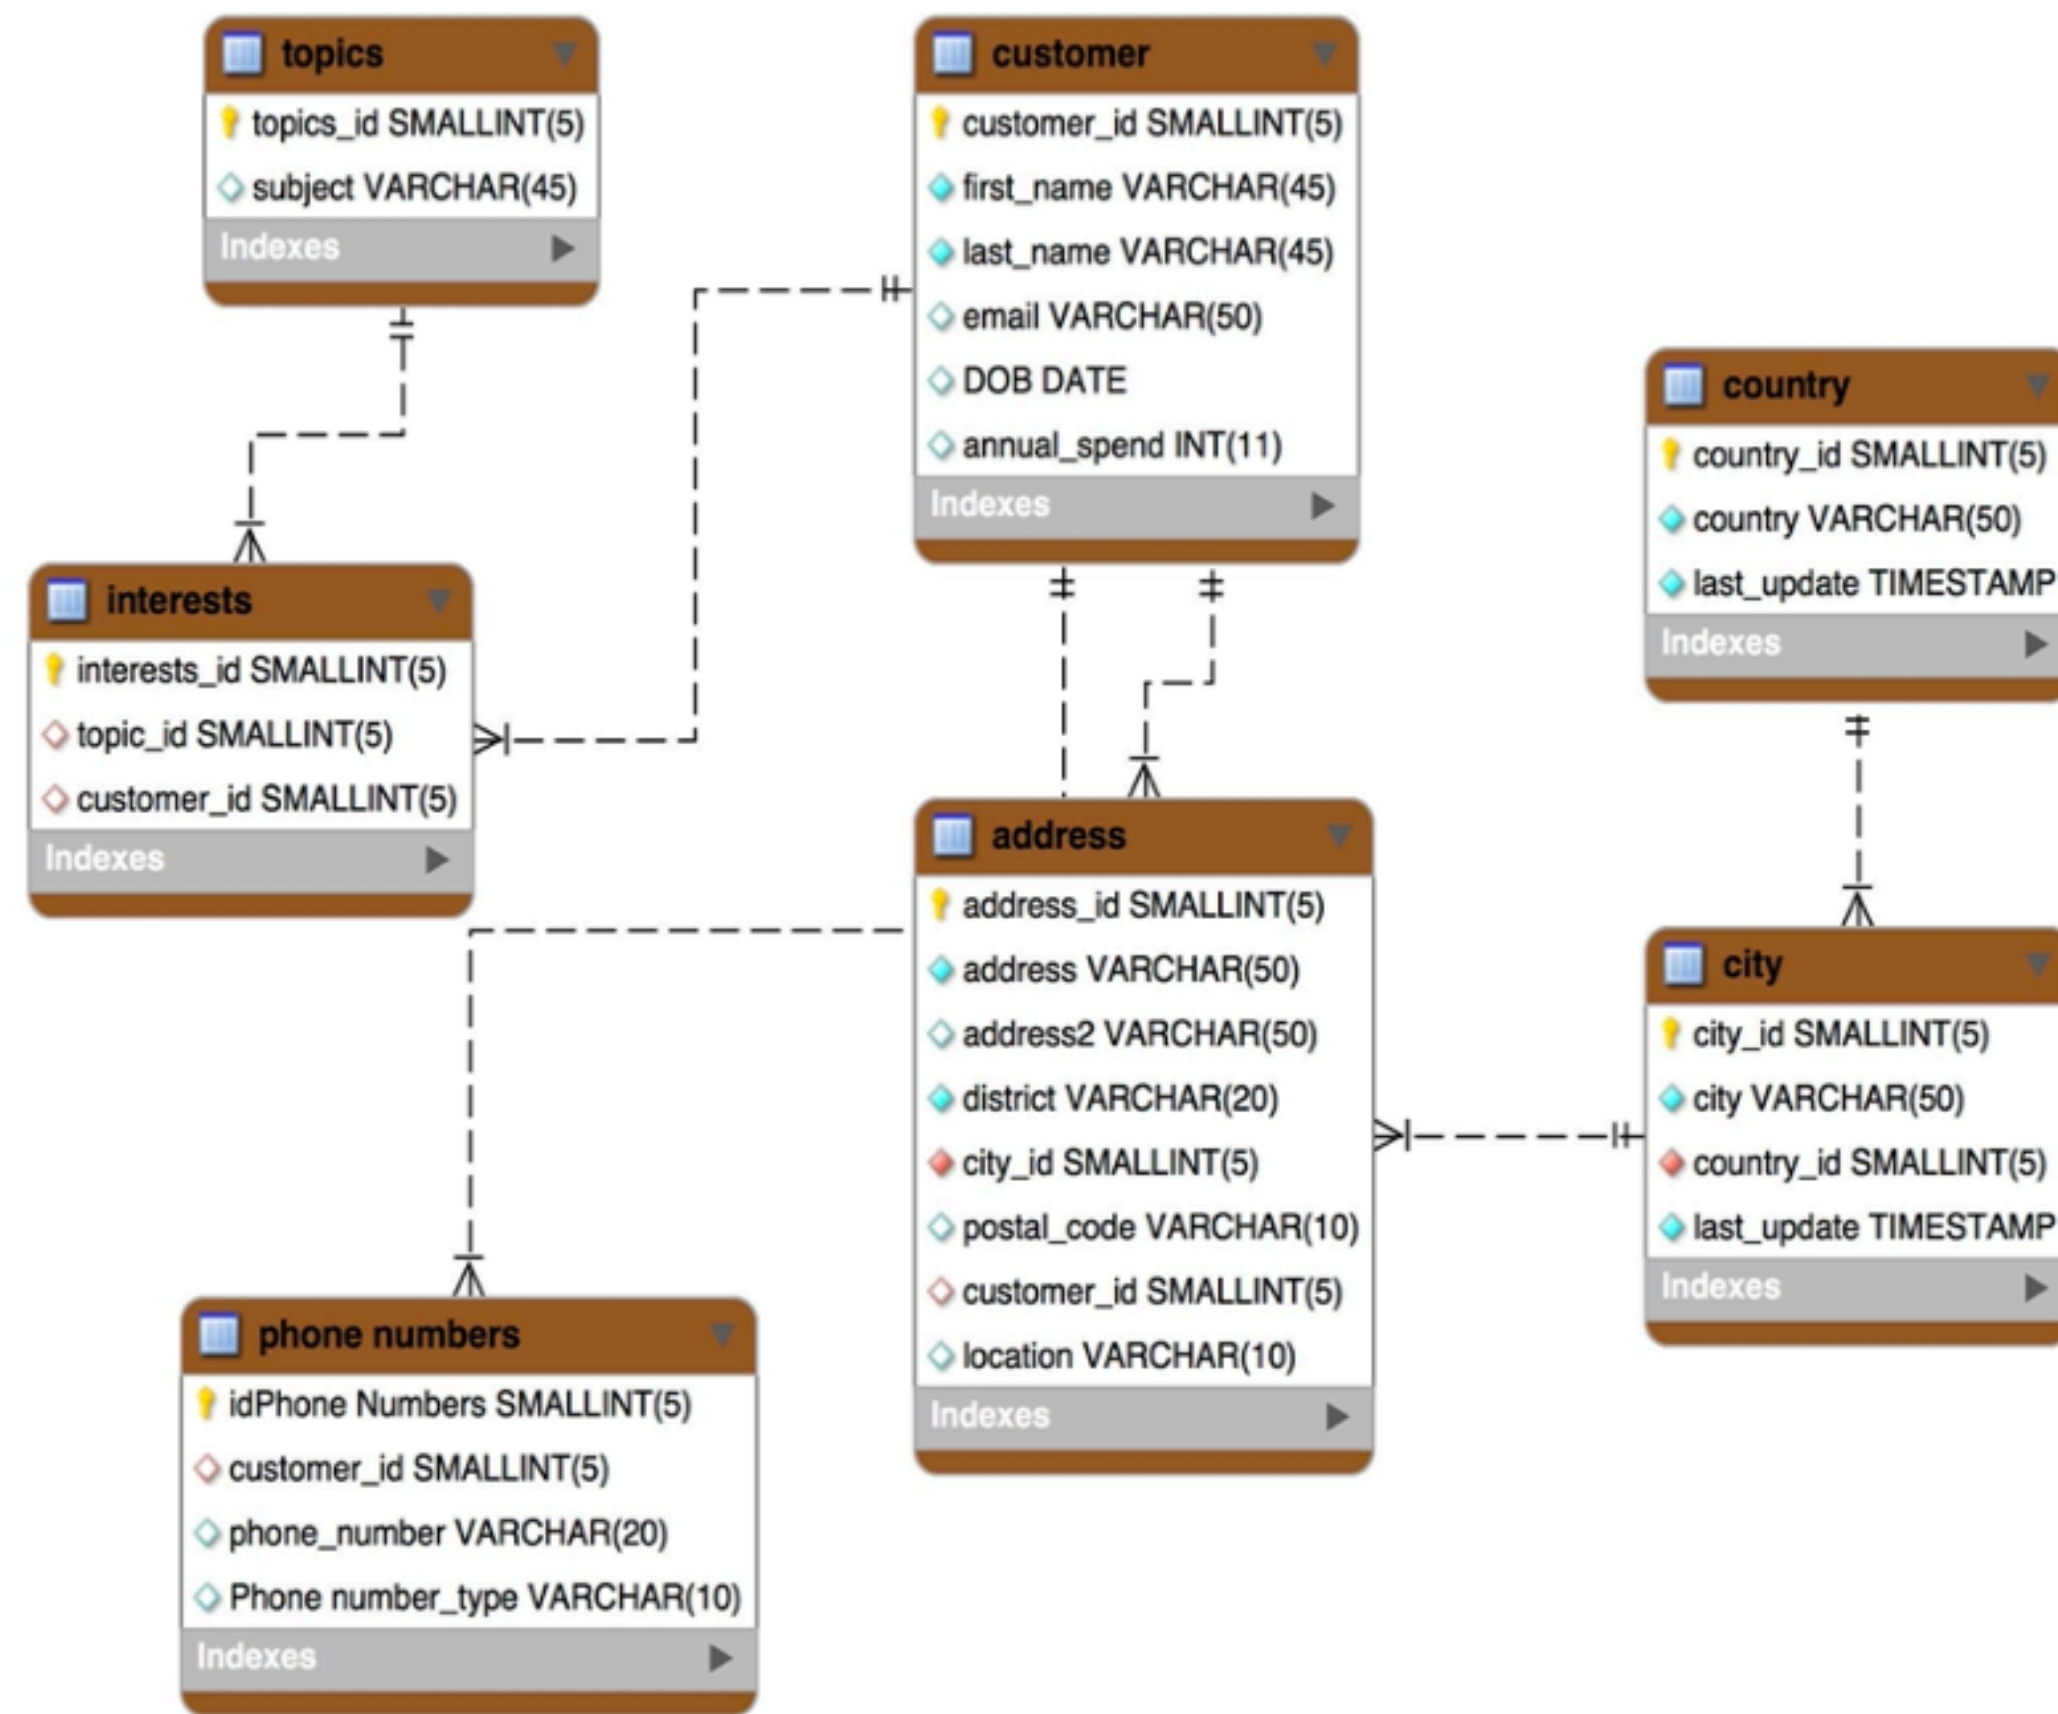 topics
topics_id SMALLINT(5)
subject VARCHAR(45)
Indexes
customer
customer_id SMALLINT(5)
first_name VARCHAR(45)
last_name VARCHAR(45)
email VARCHAR(50)
DOB DATE
annual_spend INT(11)
Indexes
country
country_id SMALLINT(5)
country VARCHAR(50)
last_update TIMESTAMP
Indexes
interests
interests_id SMALLINT(5)
topic_id SMALLINT(5)
customer_id SMALLINT(5)
Indexes
address
address_id SMALLINT(5)
address VARCHAR(50)
address2 VARCHAR(50)
district VARCHAR(20)
city_id SMALLINT(5)
postal_code VARCHAR(10)
customer_id SMALLINT(5)
location VARCHAR(10)
Indexes
city
city_id SMALLINT(5)
city VARCHAR(50)
country_id SMALLINT(5)
last_update TIMESTAMP
Indexes
phone numbers
idPhone Numbers SMALLINT(5)
customer_id SMALLINT(5)
phone_number VARCHAR(20)
Phone number_type VARCHAR(10)
Indexes